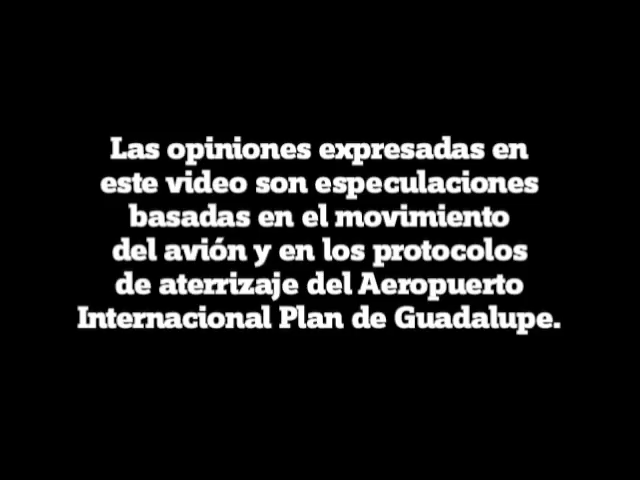 Las opiniones expresadas en
este video son especulaciones
basadas en el movimiento
del avión y en los protocolos
de aterrizaje del Aeropuerto
Internacional Plan de Guadalupe.